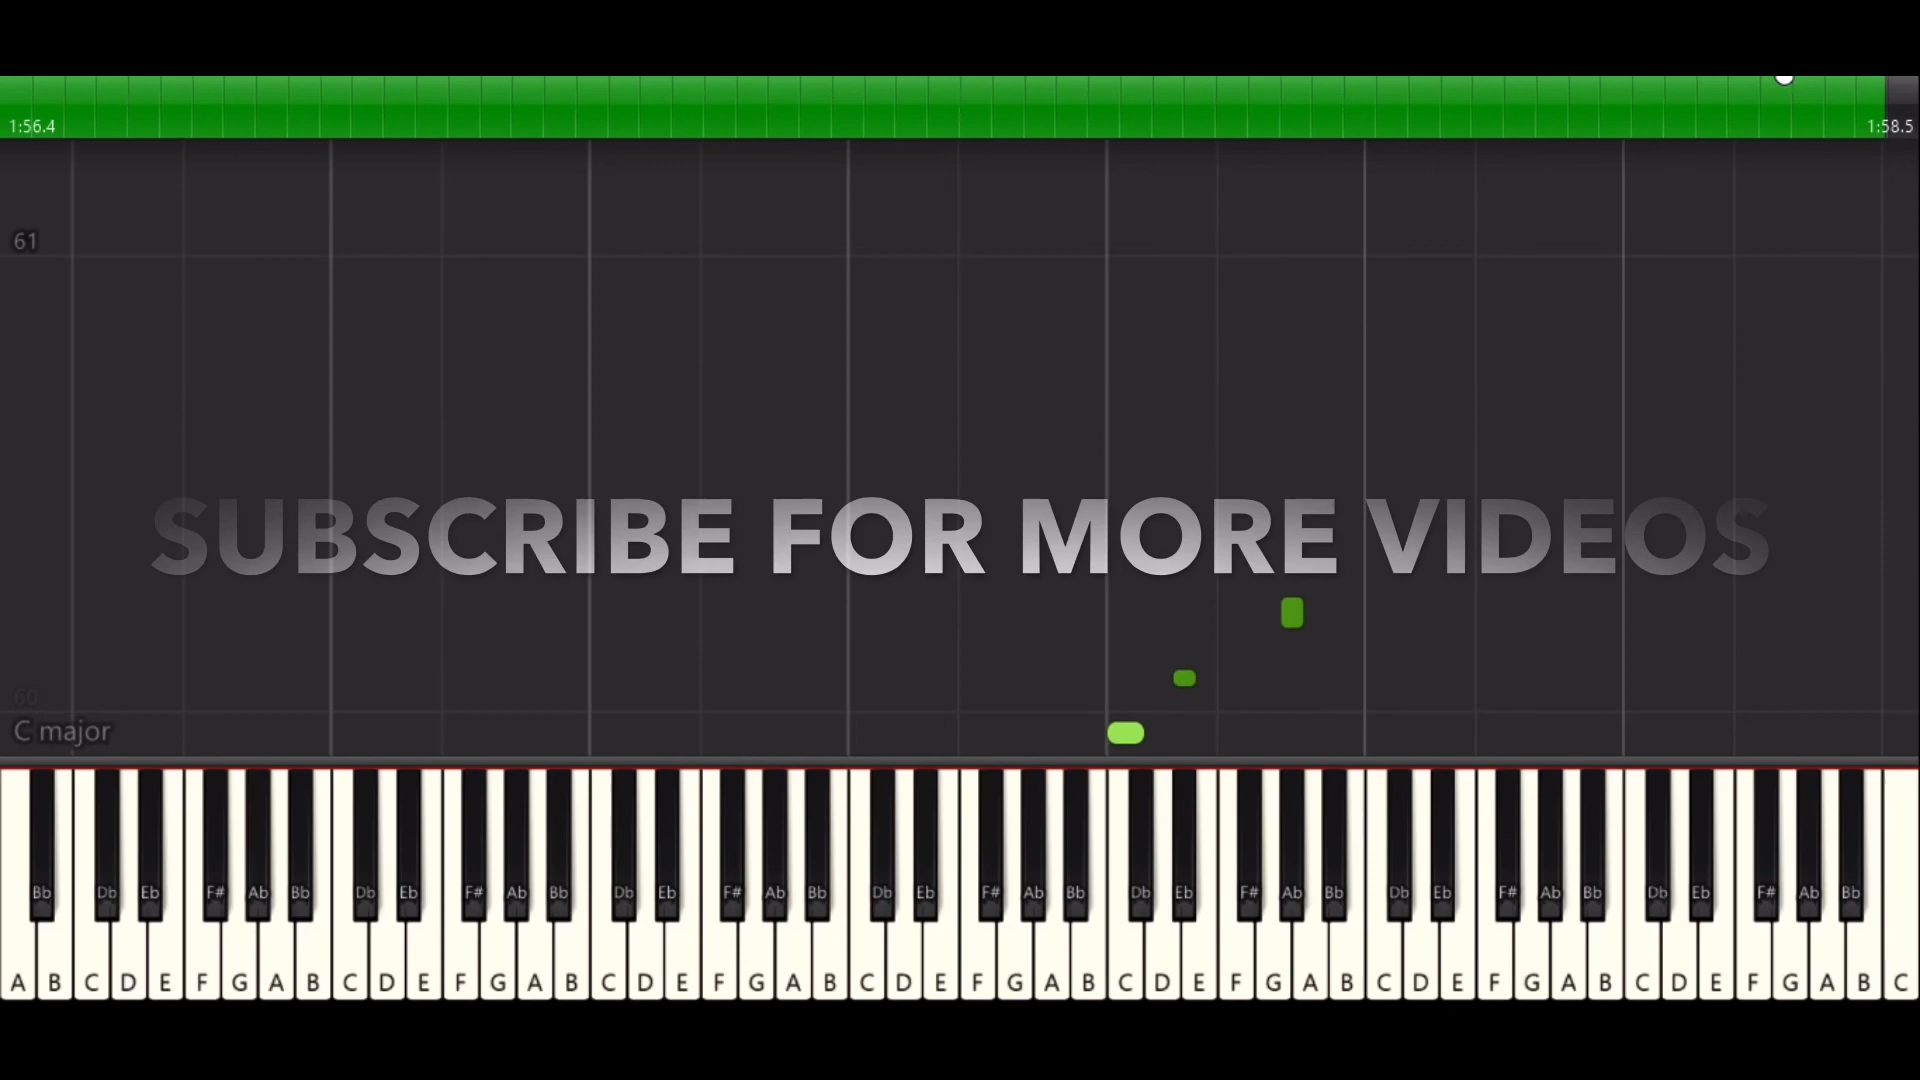 1:56.4 1:58.5
61
SUBSCRIBE FOR MORE VIDEOS
60
C major
Bb Db Eb F# Ab Bb Db Eb F# Ab Bb Db Eb F# Ab Bb Db Eb F# Ab Bb Db Eb F# Ab Bb Db Eb F# Ab Bb Db Eb F# Ab Bb
A B C D E F G A B C D E F G A B C D E F G A B C D E F G A B C D E F G A B C D E F G A B C D E F G A B C